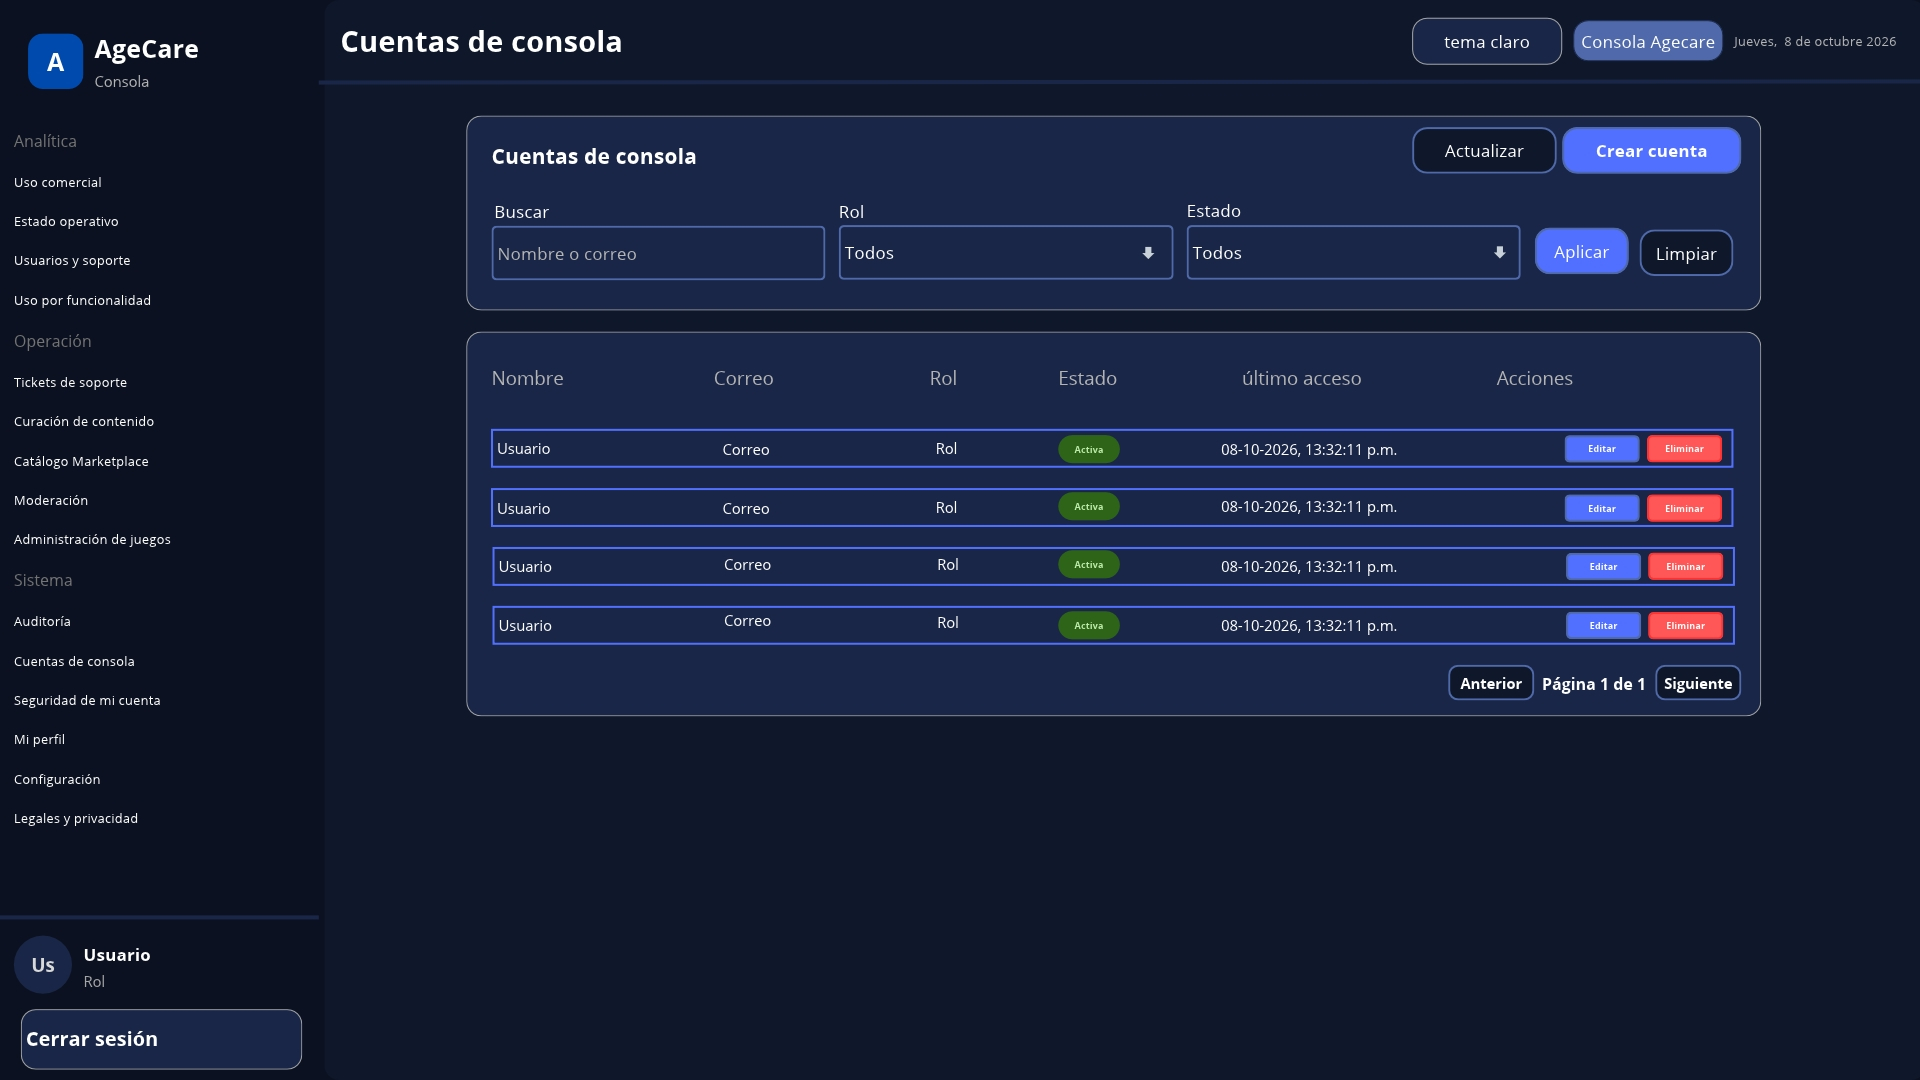 A
AgeCare
Consola
Analítica
Uso comercial
Estado operativo
Usuarios y soporte
Uso por funcionalidad
Operación
Tickets de soporte
Curación de contenido
Catálogo Marketplace
Moderación
Administración de juegos
Sistema
Auditoría
Cuentas de consola
Seguridad de mi cuenta
Mi perfil
Configuración
Legales y privacidad
Us
Usuario
Rol
Cerrar sesión
Cuentas de consola
tema claro
Consola Agecare
Jueves, 8 de octubre 2026
Cuentas de consola
Actualizar
Crear cuenta
Buscar
Rol
Estado
Nombre o correo
Todos
Todos
Aplicar
Limpiar
Nombre Correo Rol Estado último acceso Acciones
Usuario Correo Rol Activa 08-10-2026, 13:32:11 p.m. Editar Eliminar
Usuario Correo Rol Activa 08-10-2026, 13:32:11 p.m. Editar Eliminar
Usuario Correo Rol Activa 08-10-2026, 13:32:11 p.m. Editar Eliminar
Usuario Correo Rol Activa 08-10-2026, 13:32:11 p.m. Editar Eliminar
Anterior Página 1 de 1 Siguiente